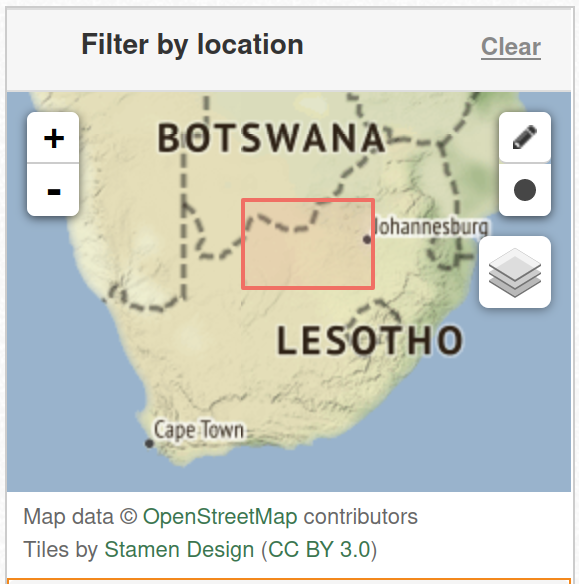 Filter by location
Clear
+
BOTSWANA
-
Johannesburg
LESOTHO
Cape Town
Map data © OpenStreetMap contributors
Tiles by Stamen Design (CC BY 3.0)